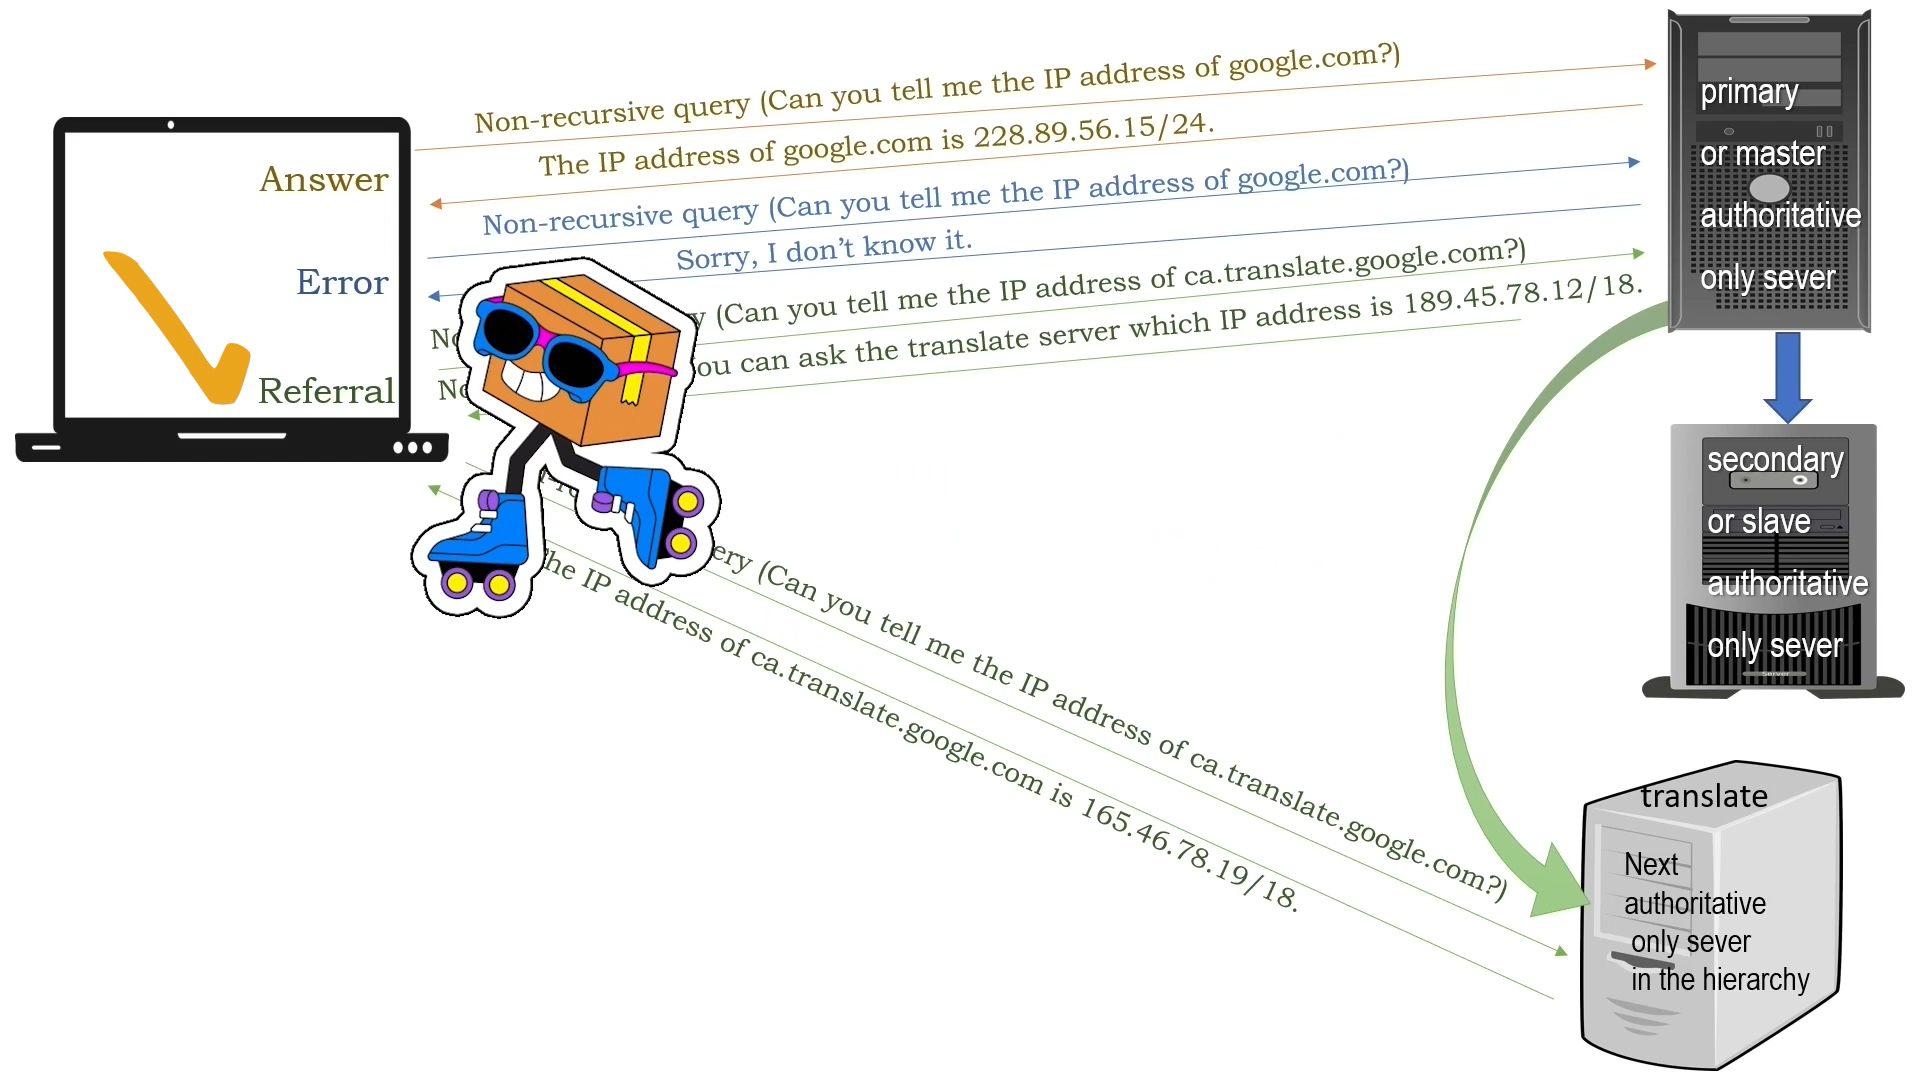 Non-recursive query (Can you tell me the IP address of google.com?)
The IP address of google.com is 228.89.56.15/24.
Non-recursive query (Can you tell me the IP address of google.com?)
Sorry, I don't know it.
(Can you tell me the IP address of ca.translate.google.com?)
can ask the translate server which IP address is 189.45.78.12/18.
(Can you tell me the IP address of ca.translate.google.com?)
IP address of ca.translate.google.com is 165.46.78.19/18.
Answer
Error
Referral
primary
or master
authoritative
only sever
secondary
or slave
authoritative
only sever
Server
translate
Next
authoritative
only sever
in the hierarchy